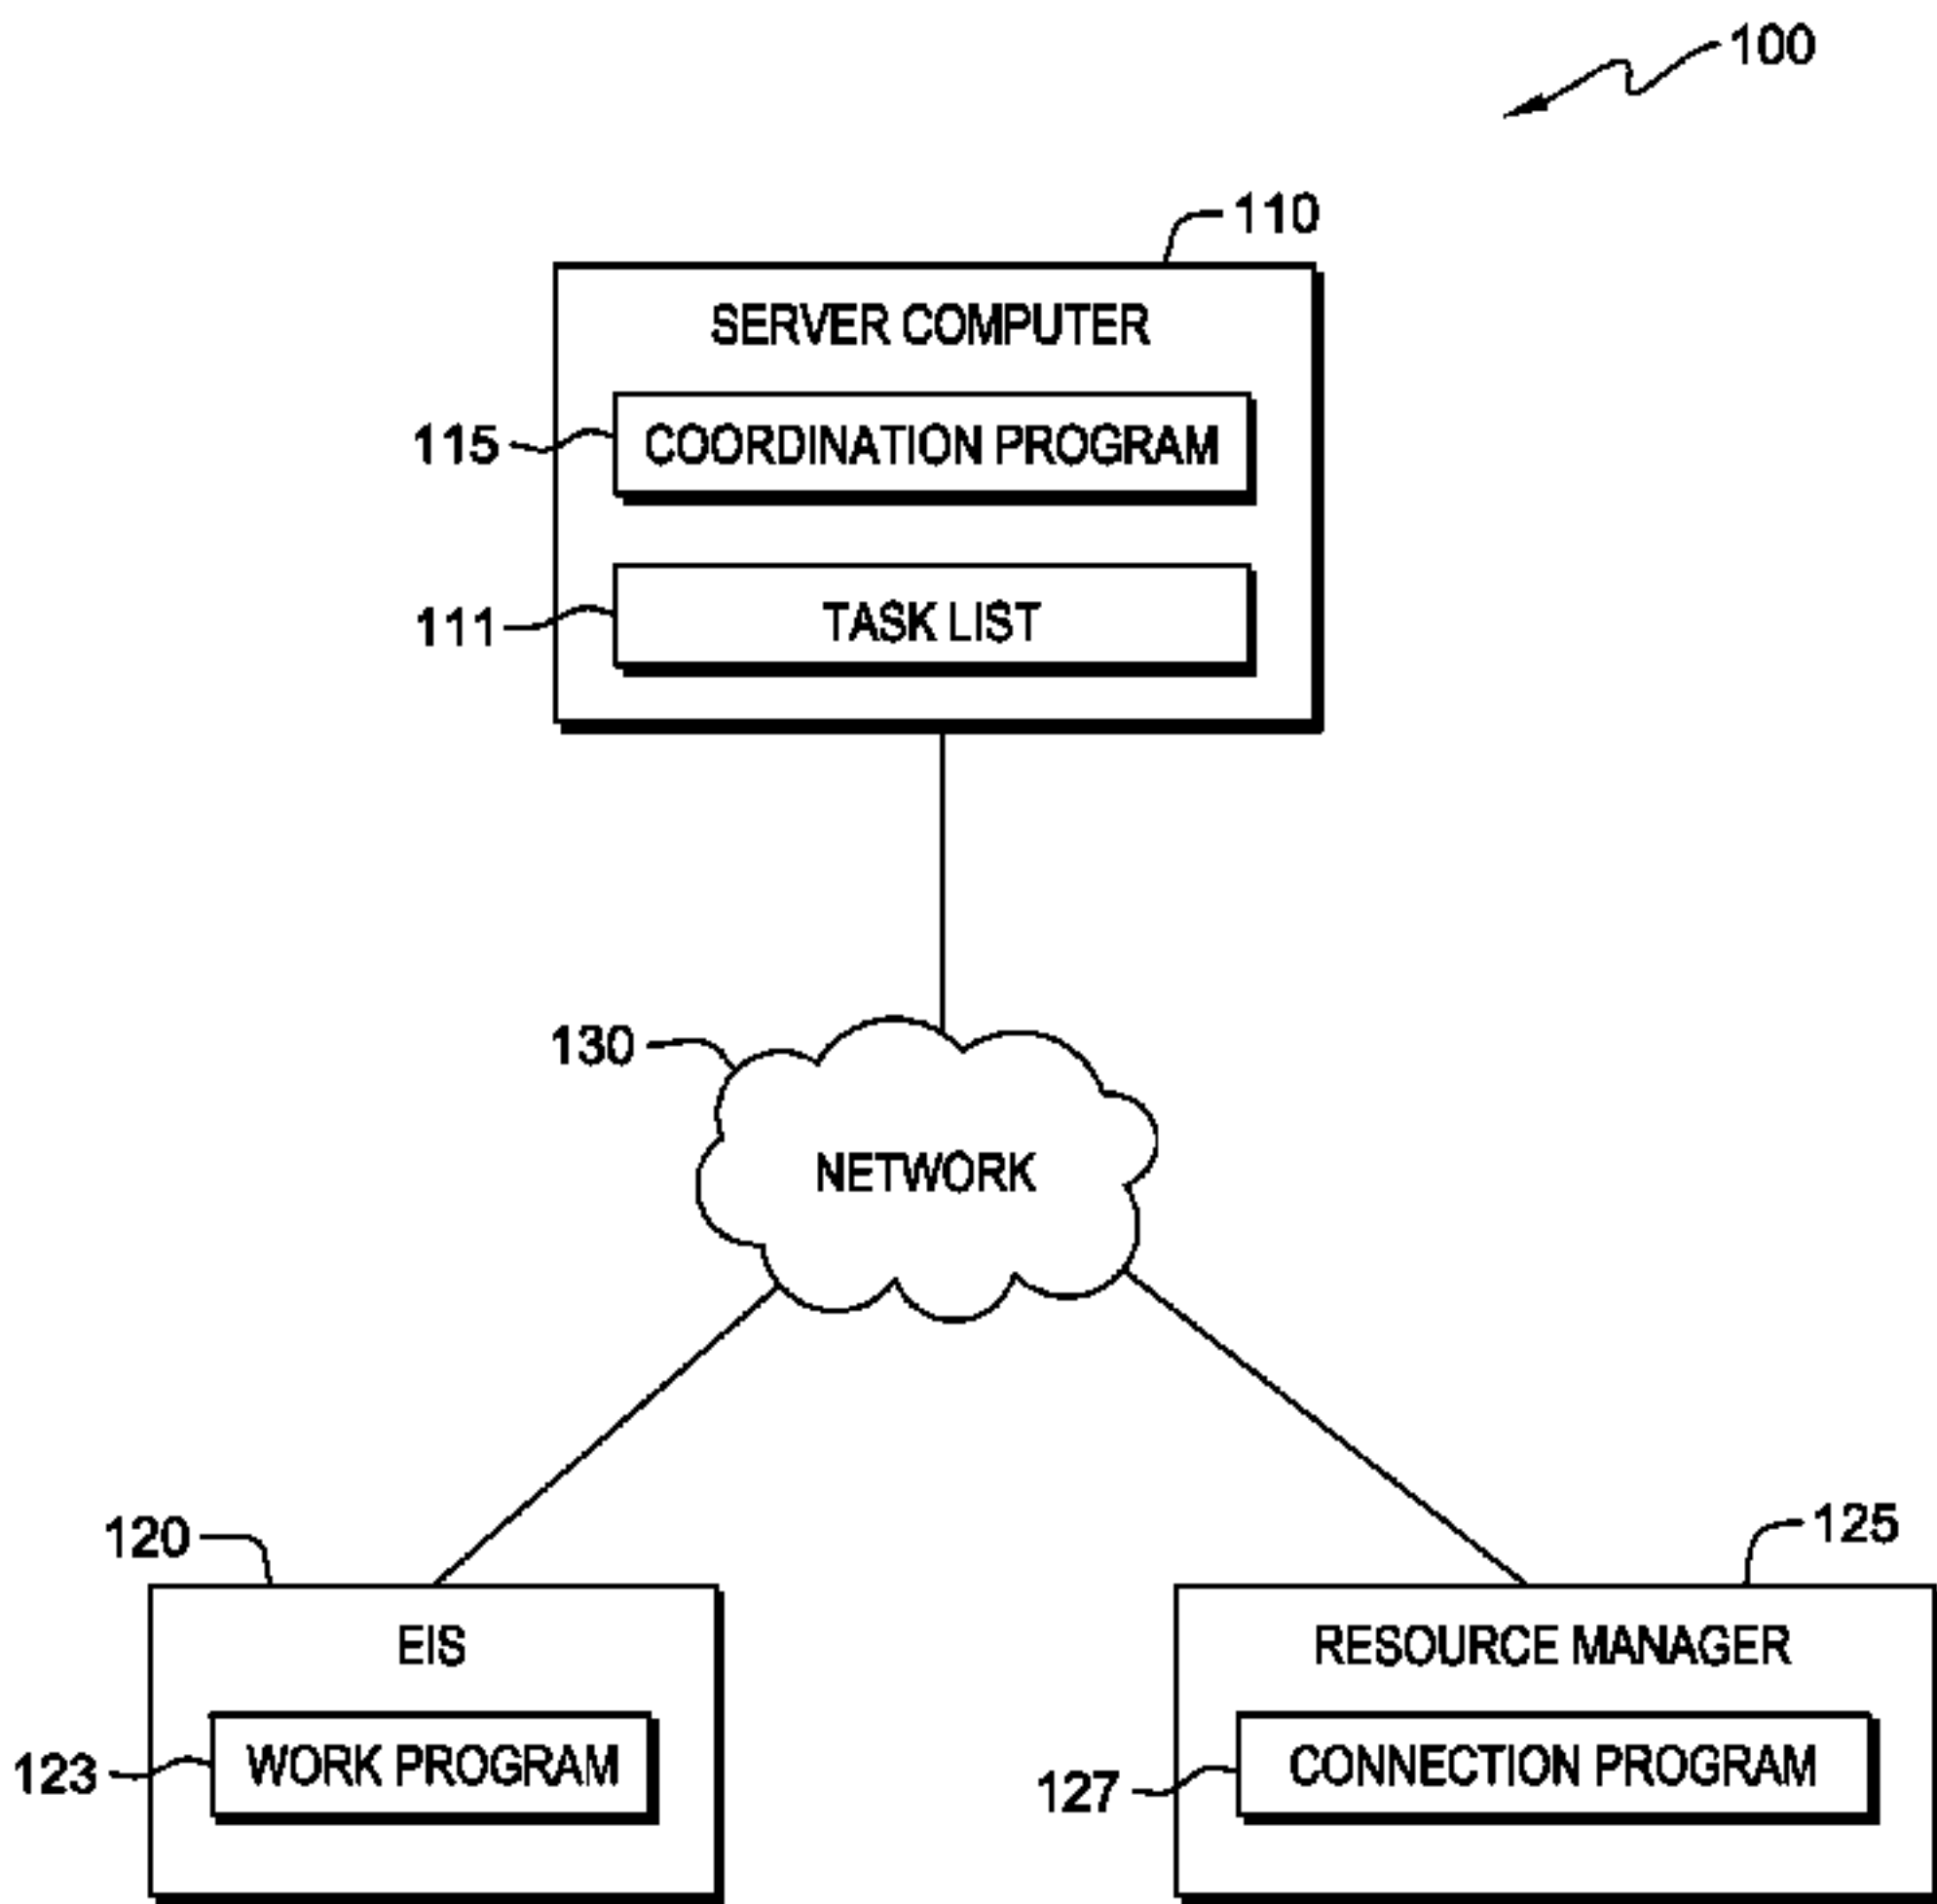 100
110
SERVER COMPUTER
115
COORDINATION PROGRAM
111
TASK LIST
130
NETWORK
120
125
EIS
RESOURCE MANAGER
123
WORK PROGRAM
127
CONNECTION PROGRAM